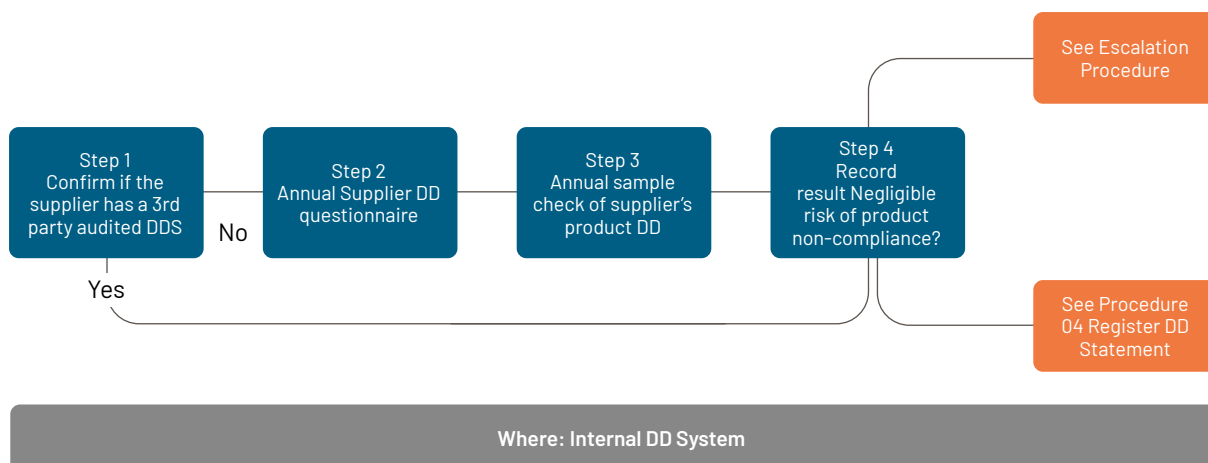 See Escalation
Procedure
Step 1
Confirm if the
supplier has a 3rd
party audited DDS
No
Step 2
Annual Supplier DD
questionnaire
Step 3
Annual sample
check of supplier's
product DD
Step 4
Record
result Negligible
risk of product
non-compliance?
Yes
See Procedure
04 Register DD
Statement
Where: Internal DD System